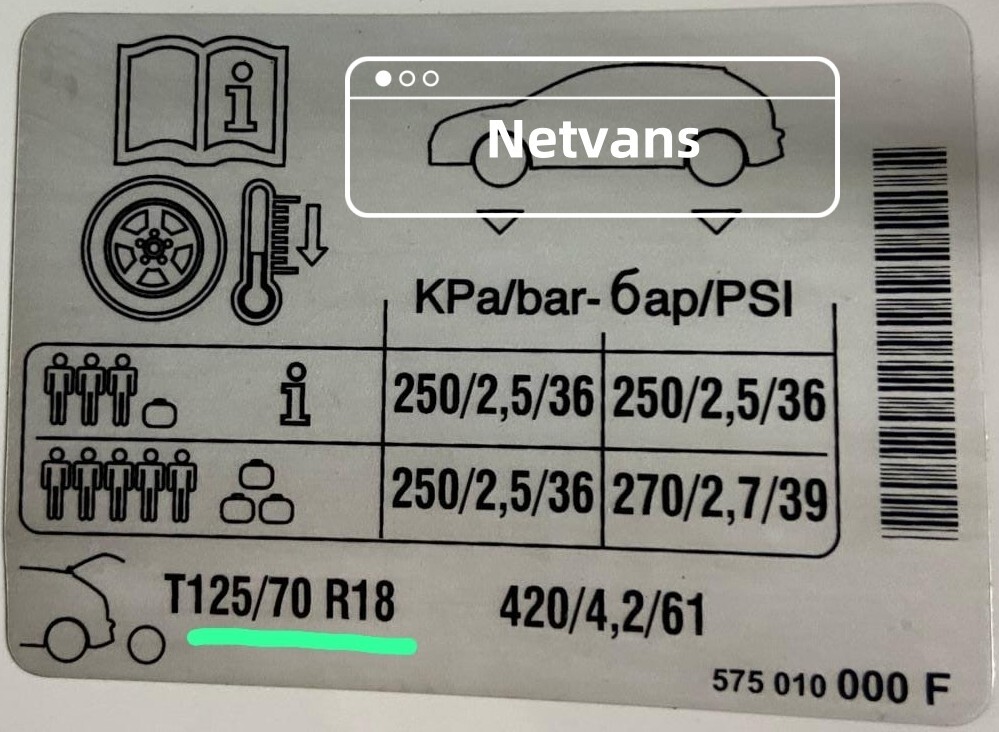 i
Netvans
KPa/bar-бар/PSI
i 250/2,5/36 250/2,5/36
250/2,5/36 270/2,7/39
T125/70 R18 420/4,2/61
575 010 000 F